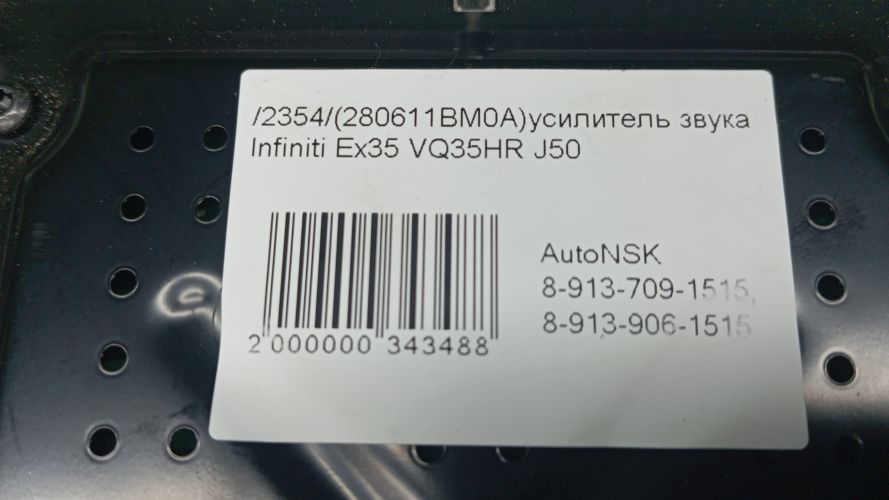 /2354/(280611BM0A)усилитель звука
Infiniti Ex35 VQ35HR J50
AutoNSK
8-913-709-1515,
8-913-906-1515
2 000000 343488